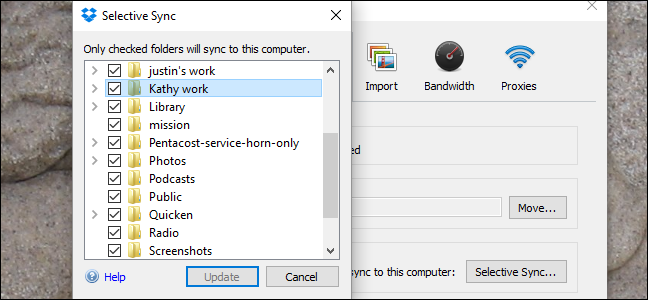 Selective Sync
Only checked folders will sync to this computer.
justin's work
Kathy work
Library
mission
Pentacost-service-horn-only
Photos
Podcasts
Public
Quicken
Radio
Screenshots
Help
Update
Cancel
Import
Bandwidth
Proxies
ed
Move...
sync to this computer:
Selective Sync...